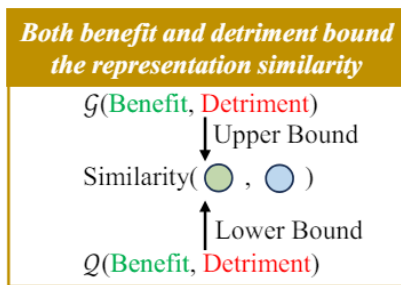 Both benefit and detriment bound
the representation similarity
𝒢(Benefit, Detriment)
Upper Bound
Similarity( , )
Lower Bound
𝒬(Benefit, Detriment)